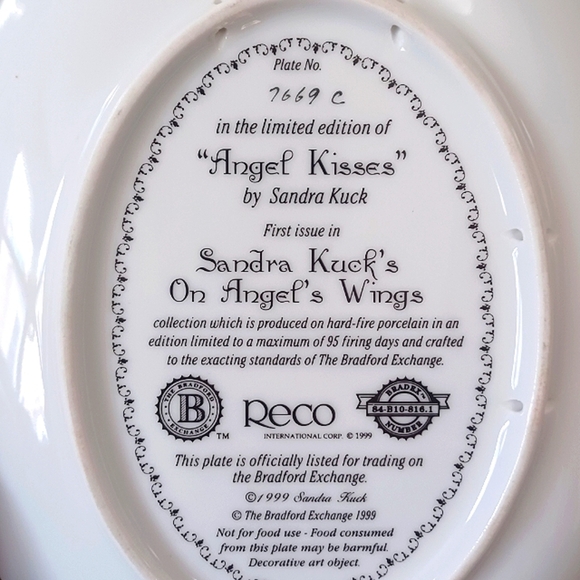 Plate No.
7669 C
in the limited edition of
"Angel Kisses"
by Sandra Kuck
First issue in
Sandra Kuck's
On Angel's Wings
collection which is produced on hard-fire porcelain in an
edition limited to a maximum of 95 firing days and crafted
to the exacting standards of The Bradford Exchange.
THE BRADFORD
B
EXCHANGE
TM
Reco
INTERNATIONAL CORP. © 1999
BRADEX™
84-B10-816.1
NUMBER
This plate is officially listed for trading on
the Bradford Exchange.
©1999 Sandra Kuck
© The Bradford Exchange 1999
Not for food use - Food consumed
from this plate may be harmful.
Decorative art object.